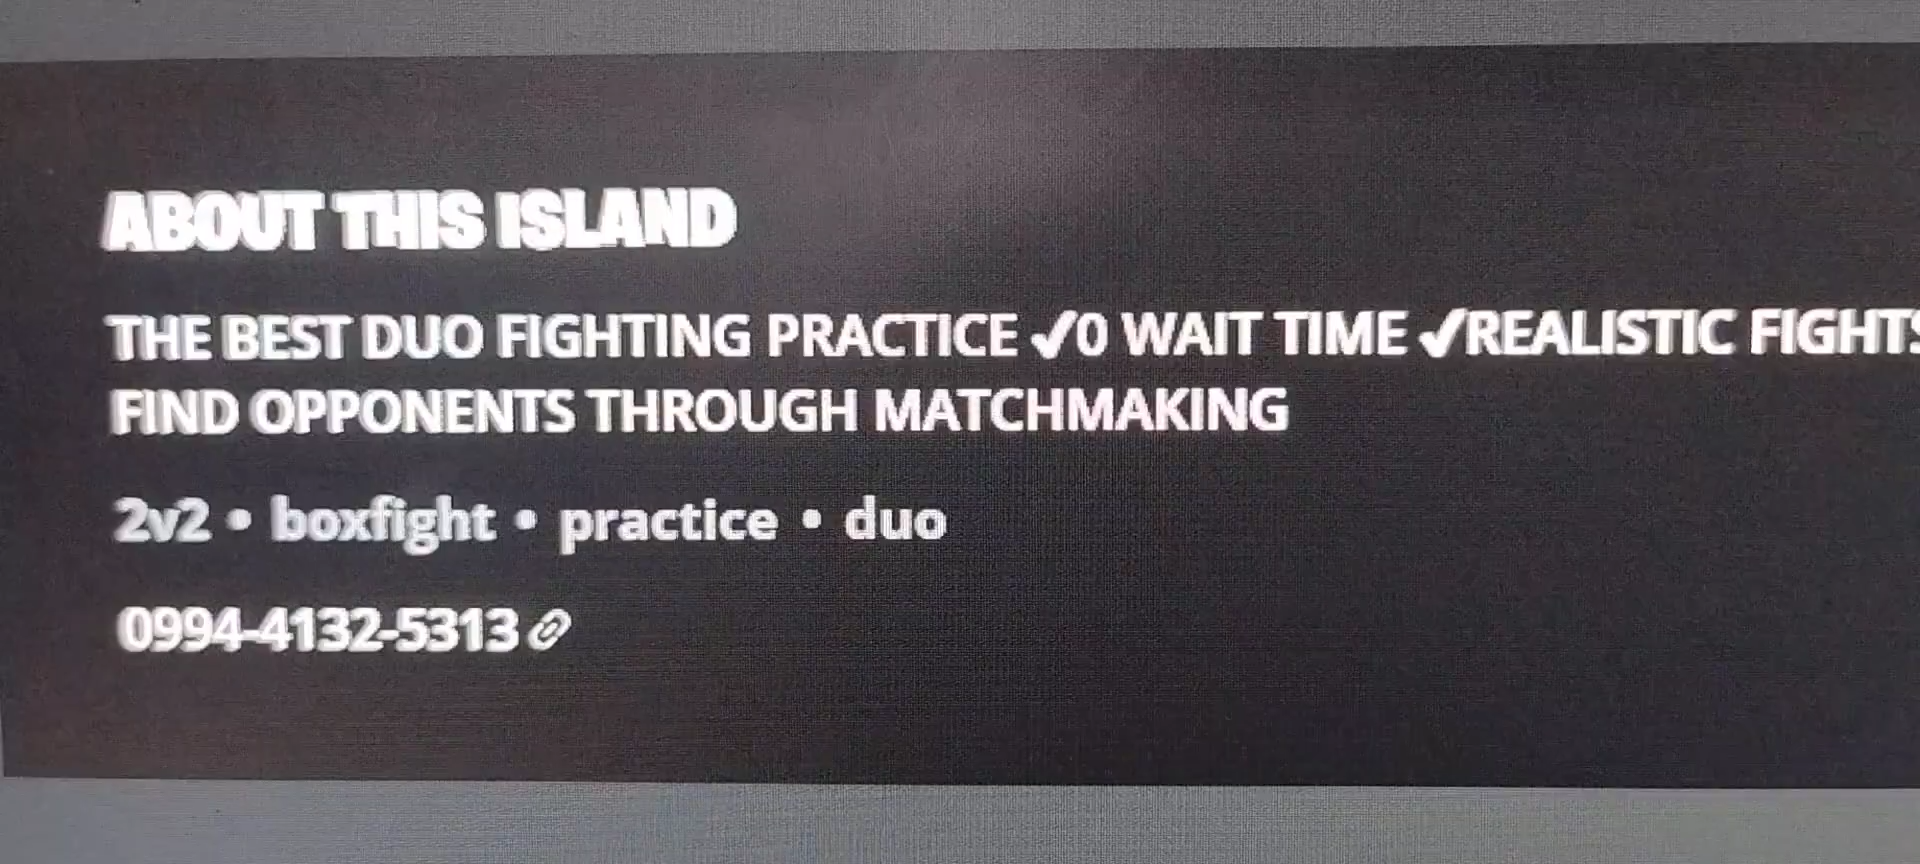 ABOUT THIS ISLAND
THE BEST DUO FIGHTING PRACTICE ✓0 WAIT TIME ✓REALISTIC FIGHTS
FIND OPPONENTS THROUGH MATCHMAKING
2v2 • boxfight • practice • duo
0994-4132-5313